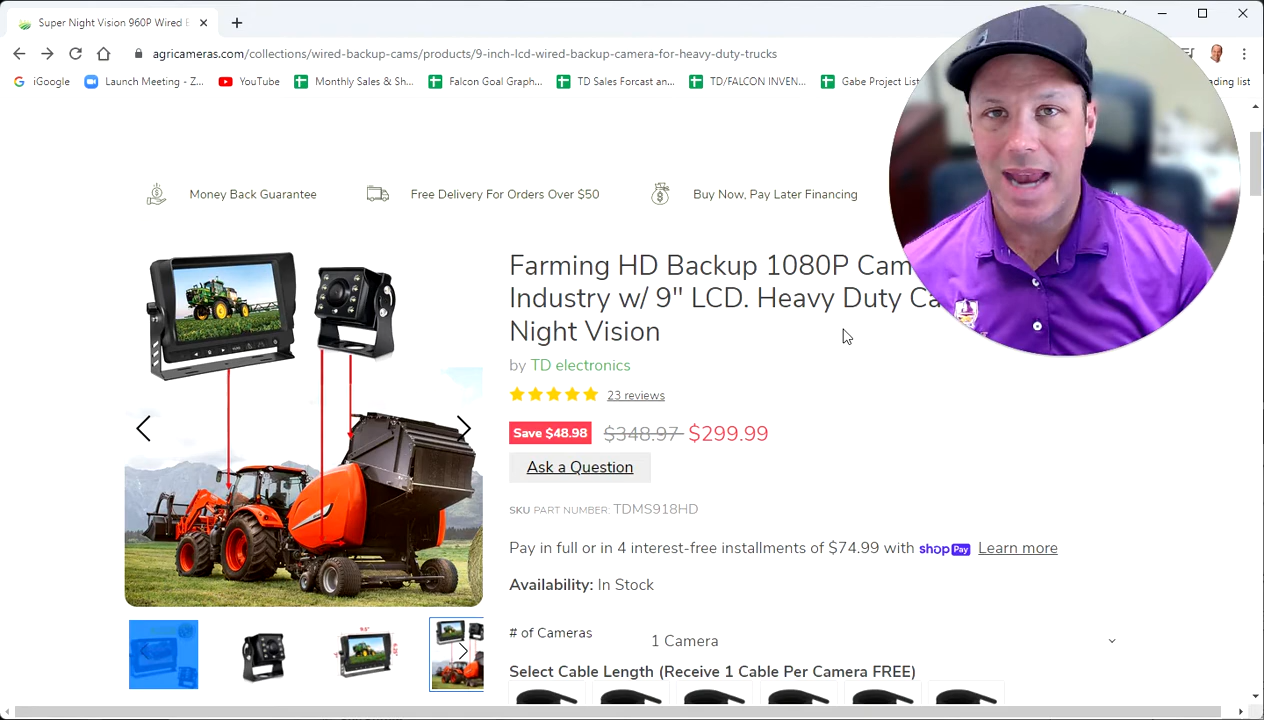 Super Night Vision 960P Wired
agricameras.com/collections/wired-backup-cams/products/9-inch-lcd-wired-backup-camera-for-heavy-duty-trucks
iGoogle
Launch Meeting - Z...
YouTube
Monthly Sales & Sh...
Falcon Goal Graph...
TD Sales Forcast an...
TD/FALCON INVEN...
Gabe Project List
list
Money Back Guarantee
Free Delivery For Orders Over $50
Buy Now, Pay Later Financing
Farming HD Backup 1080P Cam
Industry w/ 9" LCD. Heavy Duty Ca
Night Vision
by TD electronics
23 reviews
Save $48.98 $348.97 $299.99
Ask a Question
SKU PART NUMBER: TDMS918HD
Pay in full or in 4 interest-free installments of $74.99 with shop Pay Learn more
Availability: In Stock
# of Cameras
1 Camera
Select Cable Length (Receive 1 Cable Per Camera FREE)